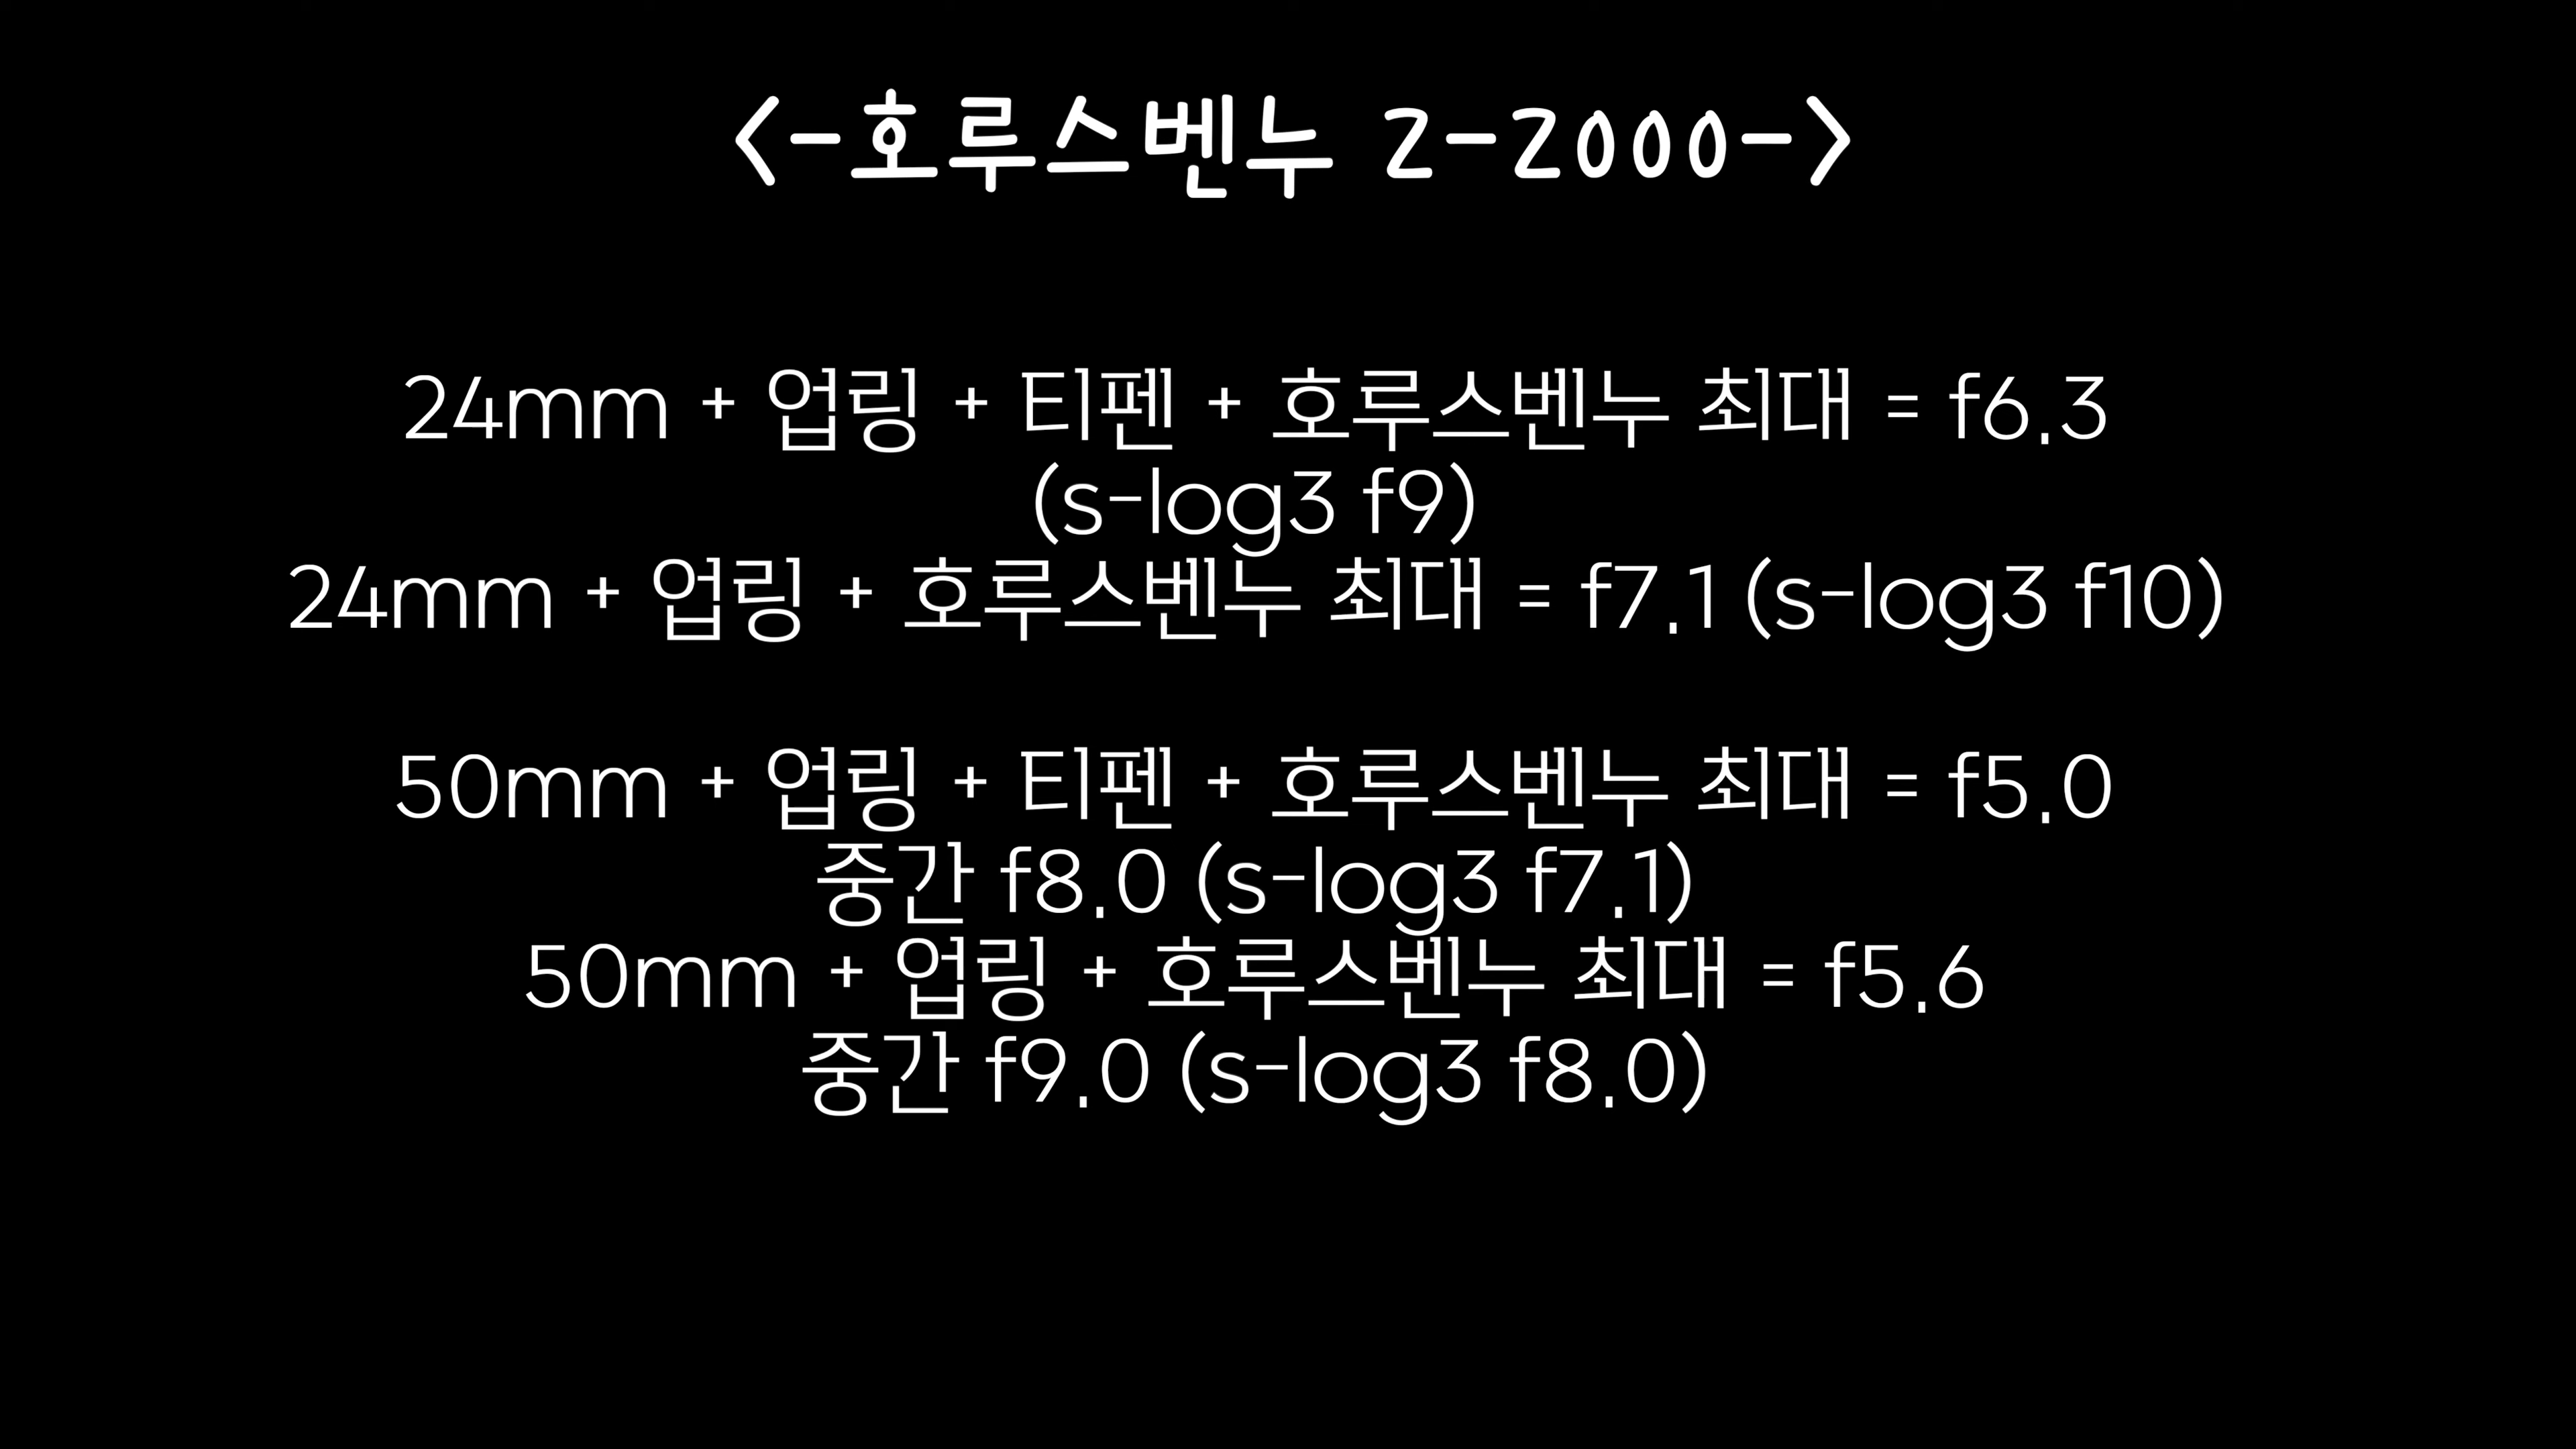 <-호루스벤누 2-2000->
24mm + 업링 + 티펜 + 호루스벤누 최대 = f6.3
(s-log3 f9)
24mm + 업링 + 호루스벤누 최대 = f7.1 (s-log3 f10)
50mm + 업링 + 티펜 + 호루스벤누 최대 = f5.0
중간 f8.0 (s-log3 f7.1)
50mm + 업링 + 호루스벤누 최대 = f5.6
중간 f9.0 (s-log3 f8.0)